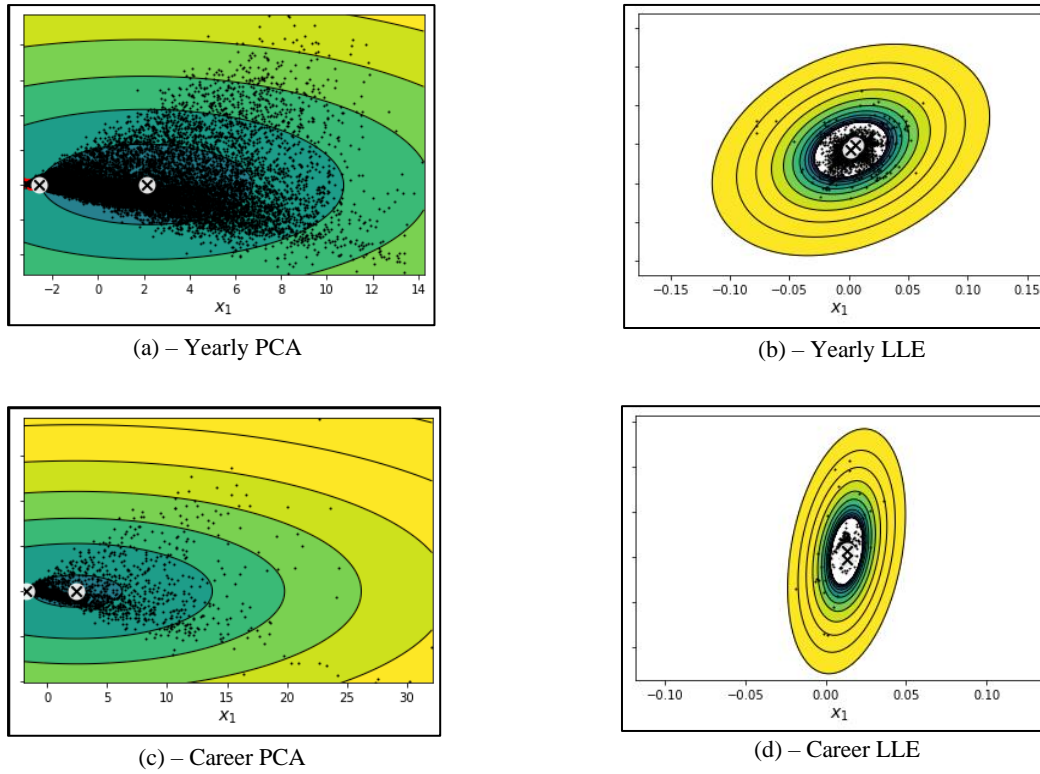 −2 0 2 4 6 8 10 12 14
x₁
(a) – Yearly PCA
−0.15 −0.10 −0.05 0.00 0.05 0.10 0.15
x₁
(b) – Yearly LLE
0 5 10 15 20 25 30
x₁
(c) – Career PCA
−0.10 −0.05 0.00 0.05 0.10
x₁
(d) – Career LLE